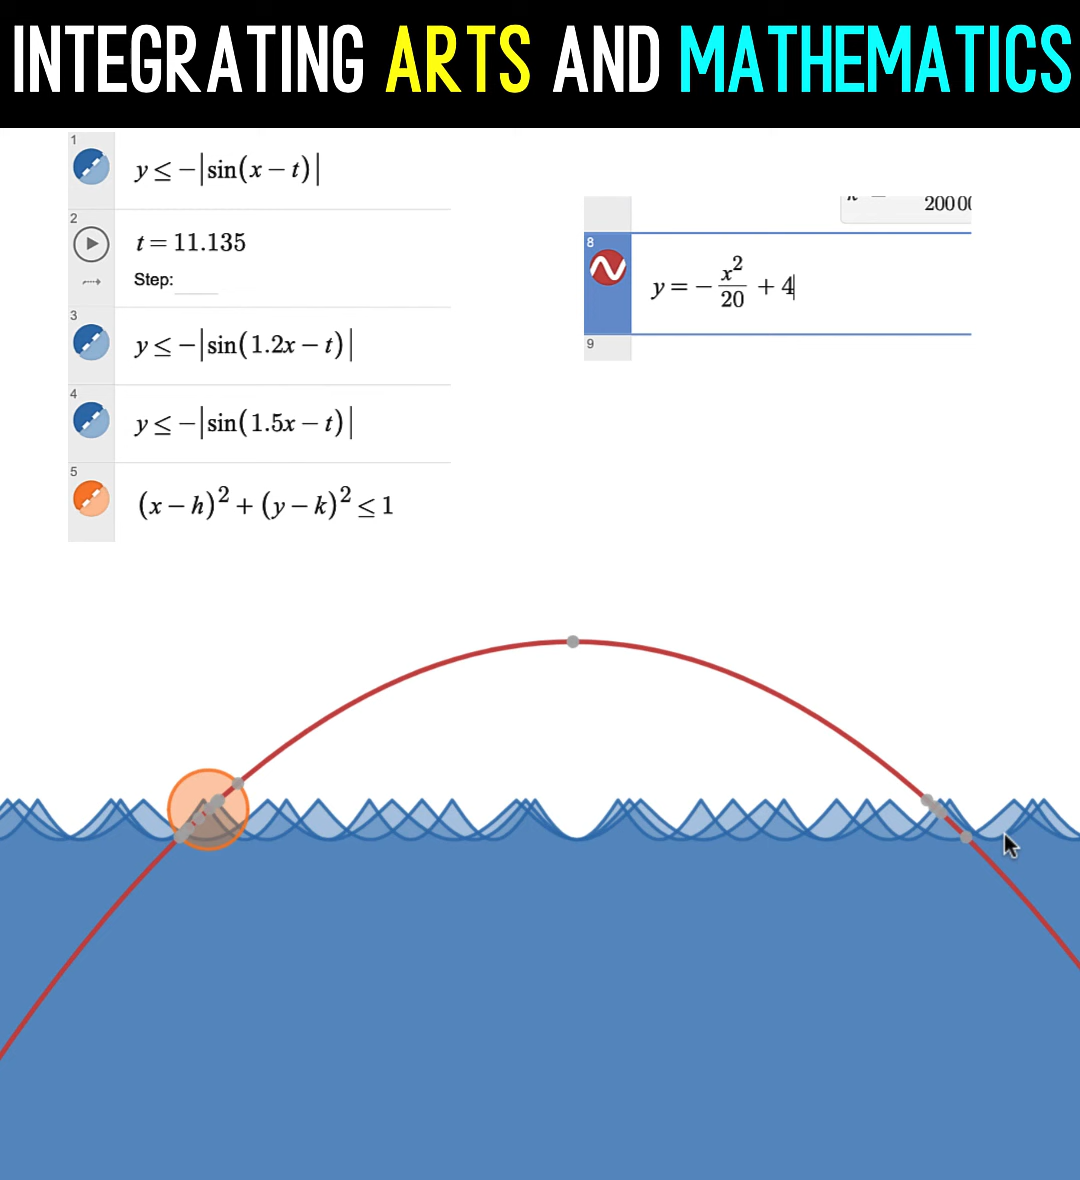 INTEGRATING ARTS AND MATHEMATICS
1
y ≤ −|sin(x − t)|
2
t = 11.135
Step:
3
y ≤ −|sin(1.2x − t)|
4
y ≤ −|sin(1.5x − t)|
5
(x − h)² + (y − k)² ≤ 1
20000
8
y = − x²/20 + 4
9